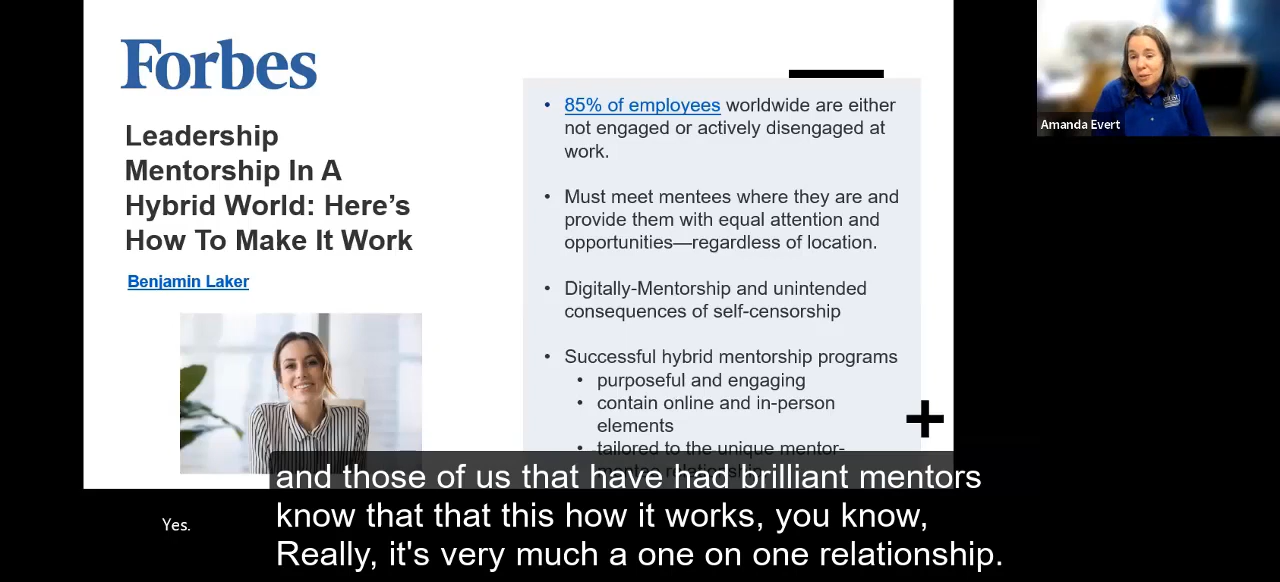 Forbes
Leadership
Mentorship In A
Hybrid World: Here's
How To Make It Work
Benjamin Laker
• 85% of employees worldwide are either
not engaged or actively disengaged at
work.
• Must meet mentees where they are and
provide them with equal attention and
opportunities—regardless of location.
• Digitally-Mentorship and unintended
consequences of self-censorship
• Successful hybrid mentorship programs
• purposeful and engaging
• contain online and in-person
elements
• tailored to the unique mentor-
mentee relationship.
Amanda Evert
Yes.
and those of us that have had brilliant mentors
know that that this how it works, you know,
Really, it's very much a one on one relationship.